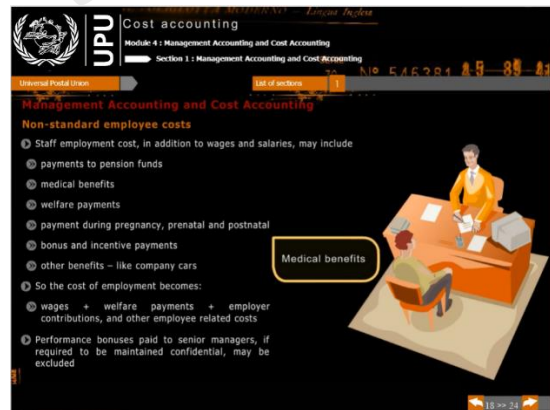 MODERNO — Lingua Inglesa
UPU
Cost accounting
Module 4 : Management Accounting and Cost Accounting
Section 1 : Management Accounting and Cost Accounting
Nº 546381
Universal Postal Union
List of sections
1
Management Accounting and Cost Accounting
Non-standard employee costs
Staff employment cost, in addition to wages and salaries, may include
payments to pension funds
medical benefits
welfare payments
payment during pregnancy, prenatal and postnatal
bonus and incentive payments
other benefits – like company cars
So the cost of employment becomes:
wages + welfare payments + employer
contributions, and other employee related costs
Performance bonuses paid to senior managers, if
required to be maintained confidential, may be
excluded
Medical benefits
18 >> 24